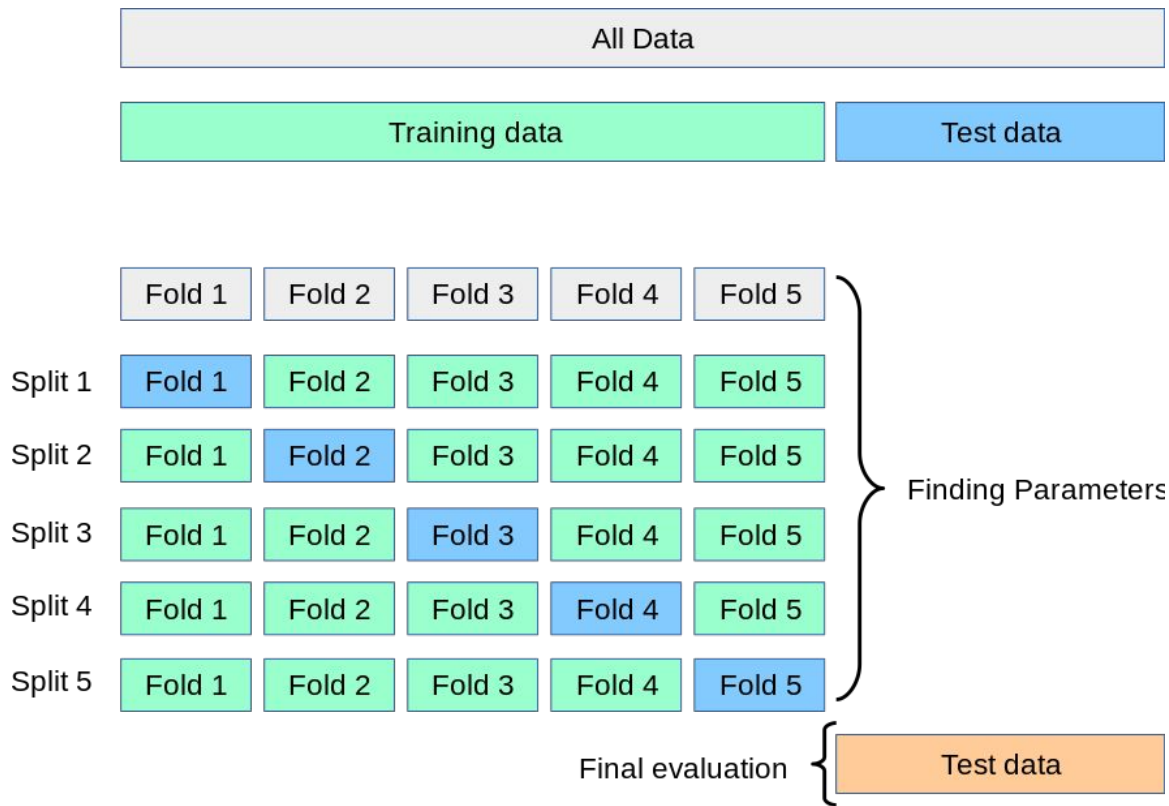 All Data
Training data Test data
Fold 1 Fold 2 Fold 3 Fold 4 Fold 5
Split 1 Fold 1 Fold 2 Fold 3 Fold 4 Fold 5
Split 2 Fold 1 Fold 2 Fold 3 Fold 4 Fold 5
Finding Parameters
Split 3 Fold 1 Fold 2 Fold 3 Fold 4 Fold 5
Split 4 Fold 1 Fold 2 Fold 3 Fold 4 Fold 5
Split 5 Fold 1 Fold 2 Fold 3 Fold 4 Fold 5
Final evaluation Test data